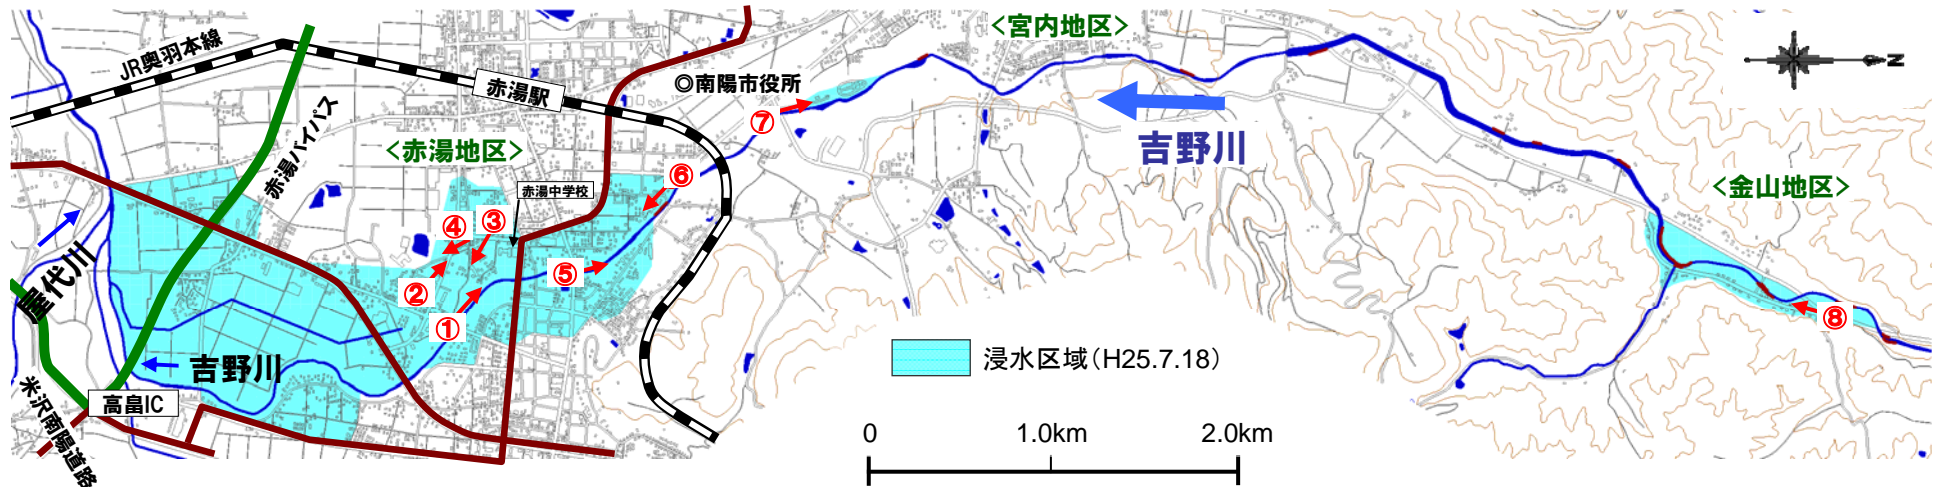 <宮内地区>
N
JR奥羽本線
赤湯駅
◎南陽市役所
⑦
赤湯バイパス
<赤湯地区>
吉野川
⑥
赤湯中学校
<金山地区>
④
③
⑤
屋代川
②
①
⑧
吉野川
浸水区域(H25.7.18)
高畠IC
米沢南陽道路
0 1.0km 2.0km